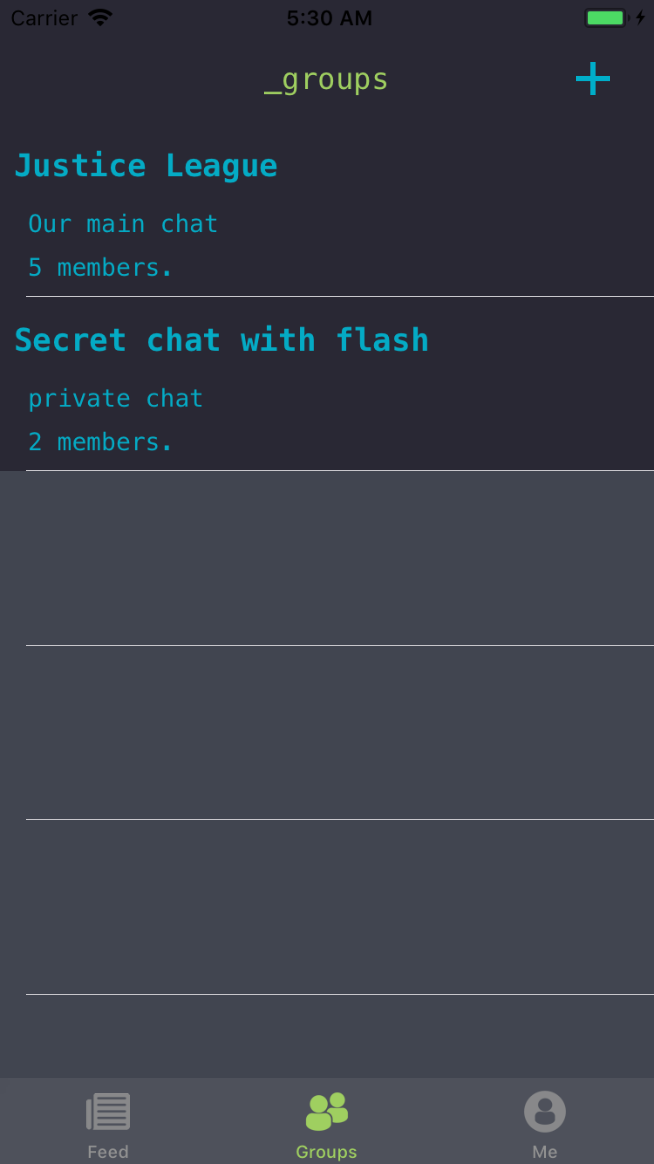 Carrier
5:30 AM
_groups
Justice League
Our main chat
5 members.
Secret chat with flash
private chat
2 members.
Feed
Groups
Me